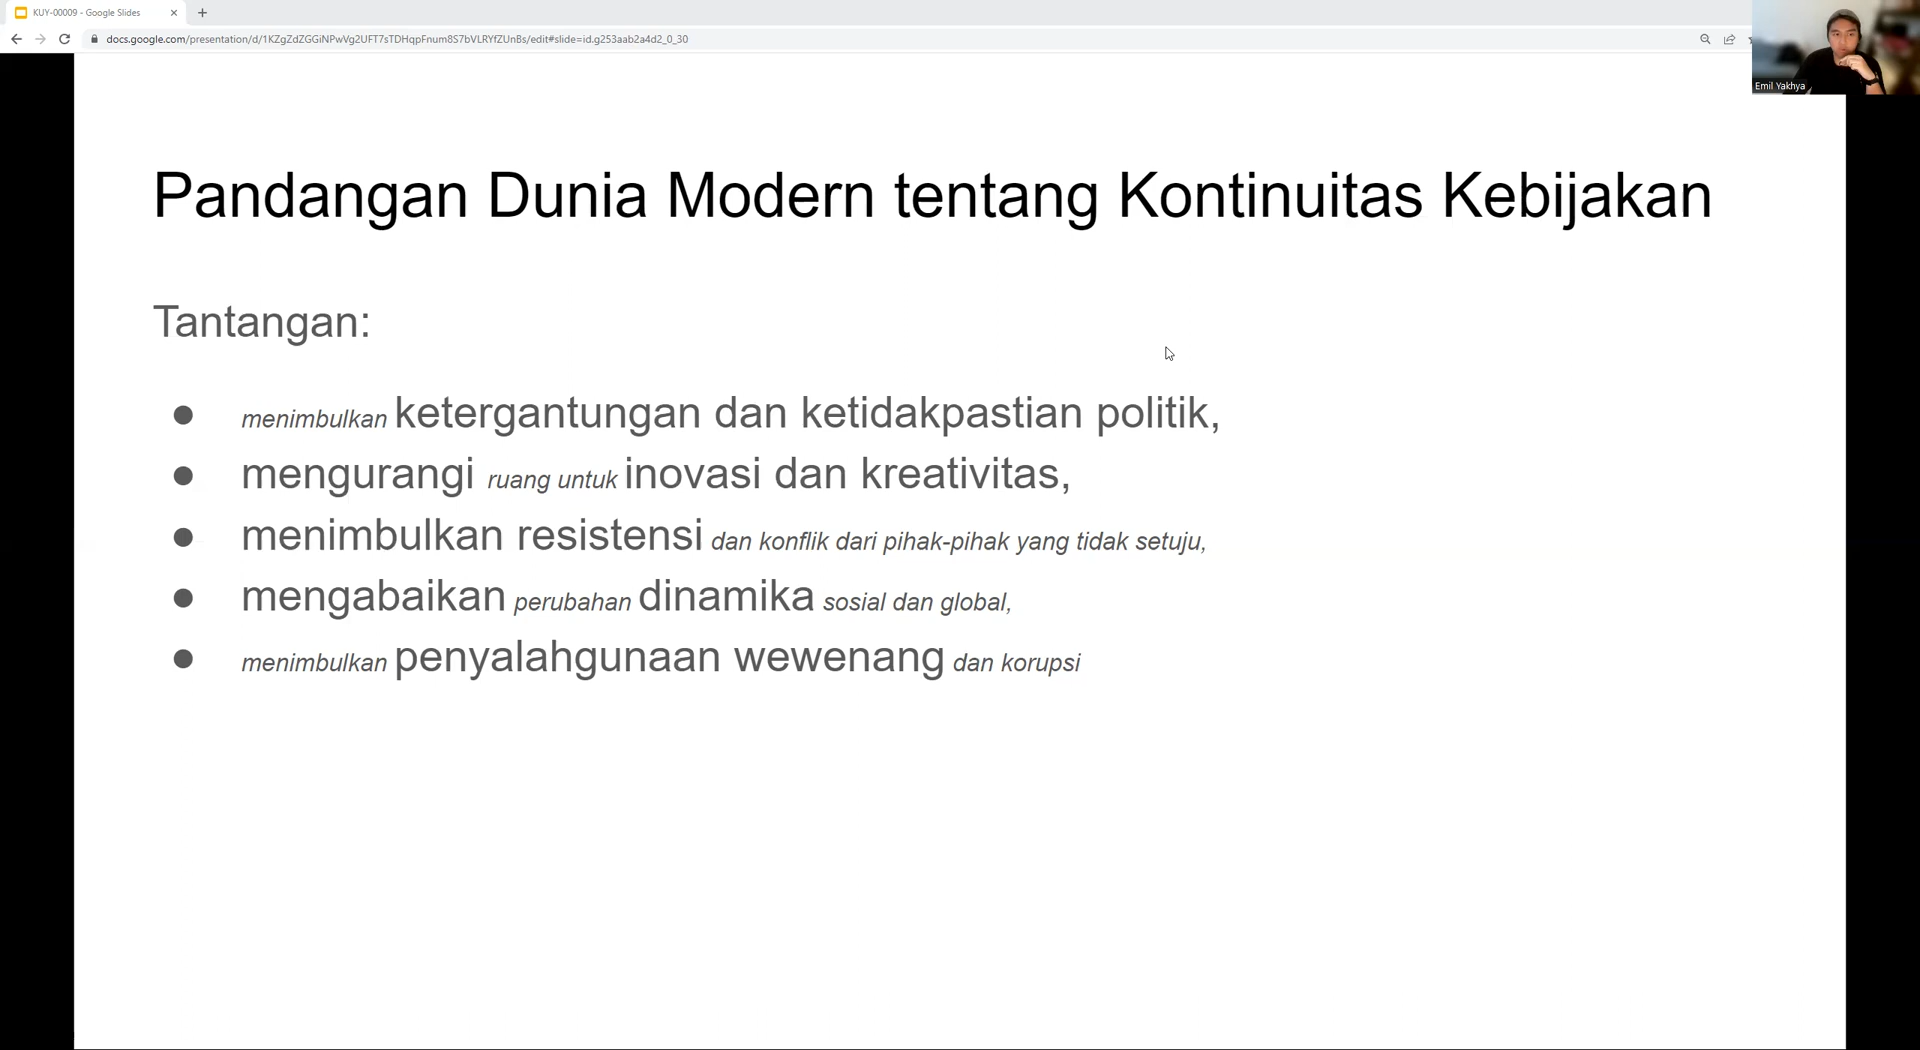 KUY-00009 - Google Slides
docs.google.com/presentation/d/1KZgZdZGGiNPwVg2UFT7sTDHqpFnum8S7bVLRYfZUnBs/edit#slide=id.g253aab2a4d2_0_30
Emil Yakhya
Pandangan Dunia Modern tentang Kontinuitas Kebijakan
Tantangan:
● menimbulkan ketergantungan dan ketidakpastian politik,
● mengurangi ruang untuk inovasi dan kreativitas,
● menimbulkan resistensi dan konflik dari pihak-pihak yang tidak setuju,
● mengabaikan perubahan dinamika sosial dan global,
● menimbulkan penyalahgunaan wewenang dan korupsi